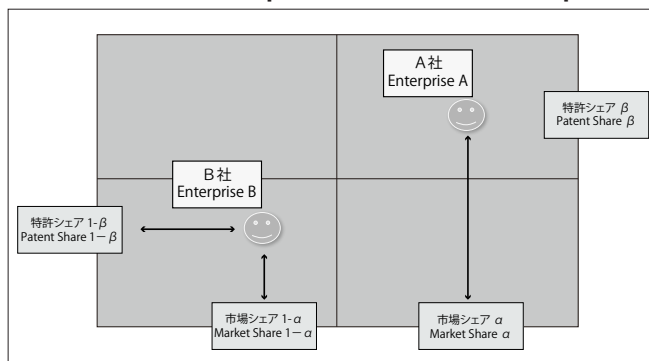 A社
Enterprise A
特許シェア β
Patent Share β
B社
Enterprise B
特許シェア 1-β
Patent Share 1－β
市場シェア 1-α
Market Share 1－α
市場シェア α
Market Share α